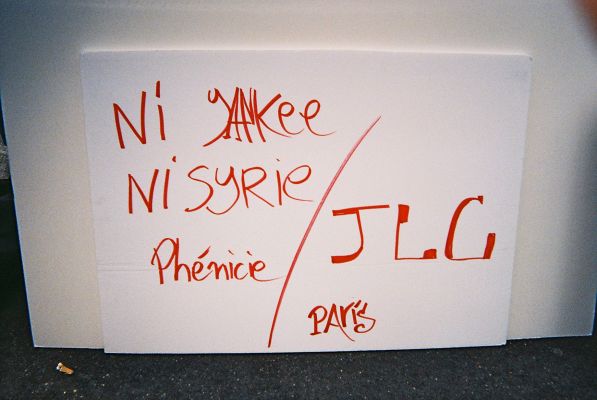 Ni YANKee
Ni SYRie
Phénicie
JLG
PARis